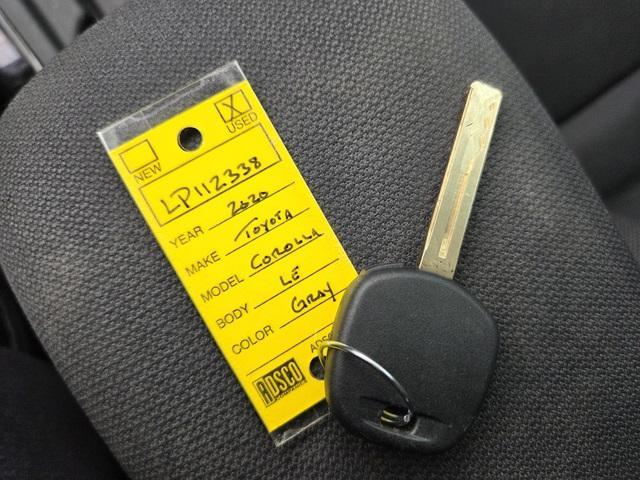 X
NEW USED
LP112338
YEAR 2020
MAKE TOYOTA
MODEL COROLLA
BODY LE
COLOR GRAY
ROSCO